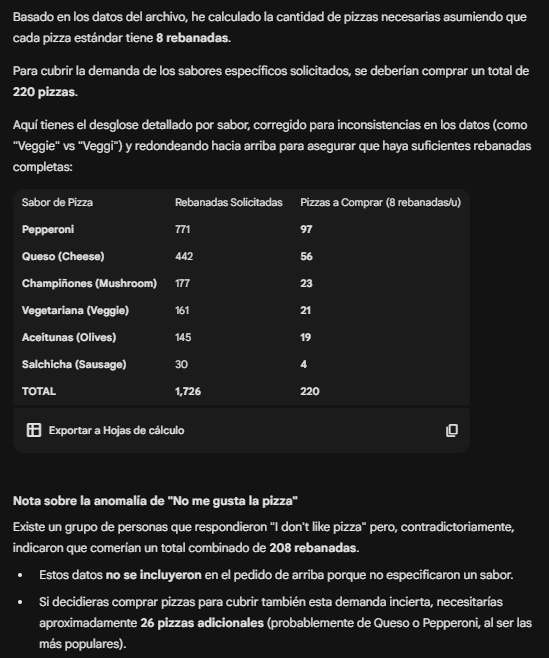 Basado en los datos del archivo, he calculado la cantidad de pizzas necesarias asumiendo que
cada pizza estándar tiene 8 rebanadas.
Para cubrir la demanda de los sabores específicos solicitados, se deberían comprar un total de
220 pizzas.
Aquí tienes el desglose detallado por sabor, corregido para inconsistencias en los datos (como
"Veggie" vs "Veggi") y redondeando hacia arriba para asegurar que haya suficientes rebanadas
completas:
Sabor de Pizza Rebanadas Solicitadas Pizzas a Comprar (8 rebanadas/u)
Pepperoni 771 97
Queso (Cheese) 442 56
Champiñones (Mushroom) 177 23
Vegetariana (Veggie) 161 21
Aceitunas (Olives) 145 19
Salchicha (Sausage) 30 4
TOTAL 1,726 220
Exportar a Hojas de cálculo
Nota sobre la anomalía de "No me gusta la pizza"
Existe un grupo de personas que respondieron "I don't like pizza" pero, contradictoriamente,
indicaron que comerían un total combinado de 208 rebanadas.
• Estos datos no se incluyeron en el pedido de arriba porque no especificaron un sabor.
• Si decidieras comprar pizzas para cubrir también esta demanda incierta, necesitarías
aproximadamente 26 pizzas adicionales (probablemente de Queso o Pepperoni, al ser las
más populares).